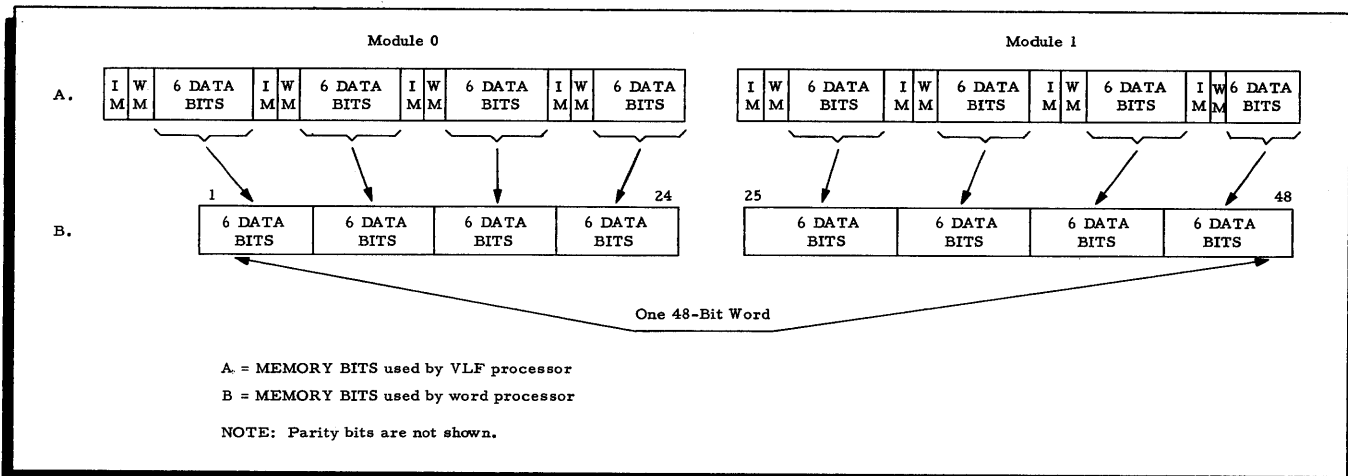 Module 0 Module 1
A. I M W M 6 DATA BITS I M W M 6 DATA BITS I M W M 6 DATA BITS I M W M 6 DATA BITS I M W M 6 DATA BITS I M W M 6 DATA BITS I M W M 6 DATA BITS I M W M 6 DATA BITS
1 24 25 48
B. 6 DATA BITS 6 DATA BITS 6 DATA BITS 6 DATA BITS 6 DATA BITS 6 DATA BITS 6 DATA BITS 6 DATA BITS
One 48-Bit Word
A = MEMORY BITS used by VLF processor
B = MEMORY BITS used by word processor
NOTE: Parity bits are not shown.